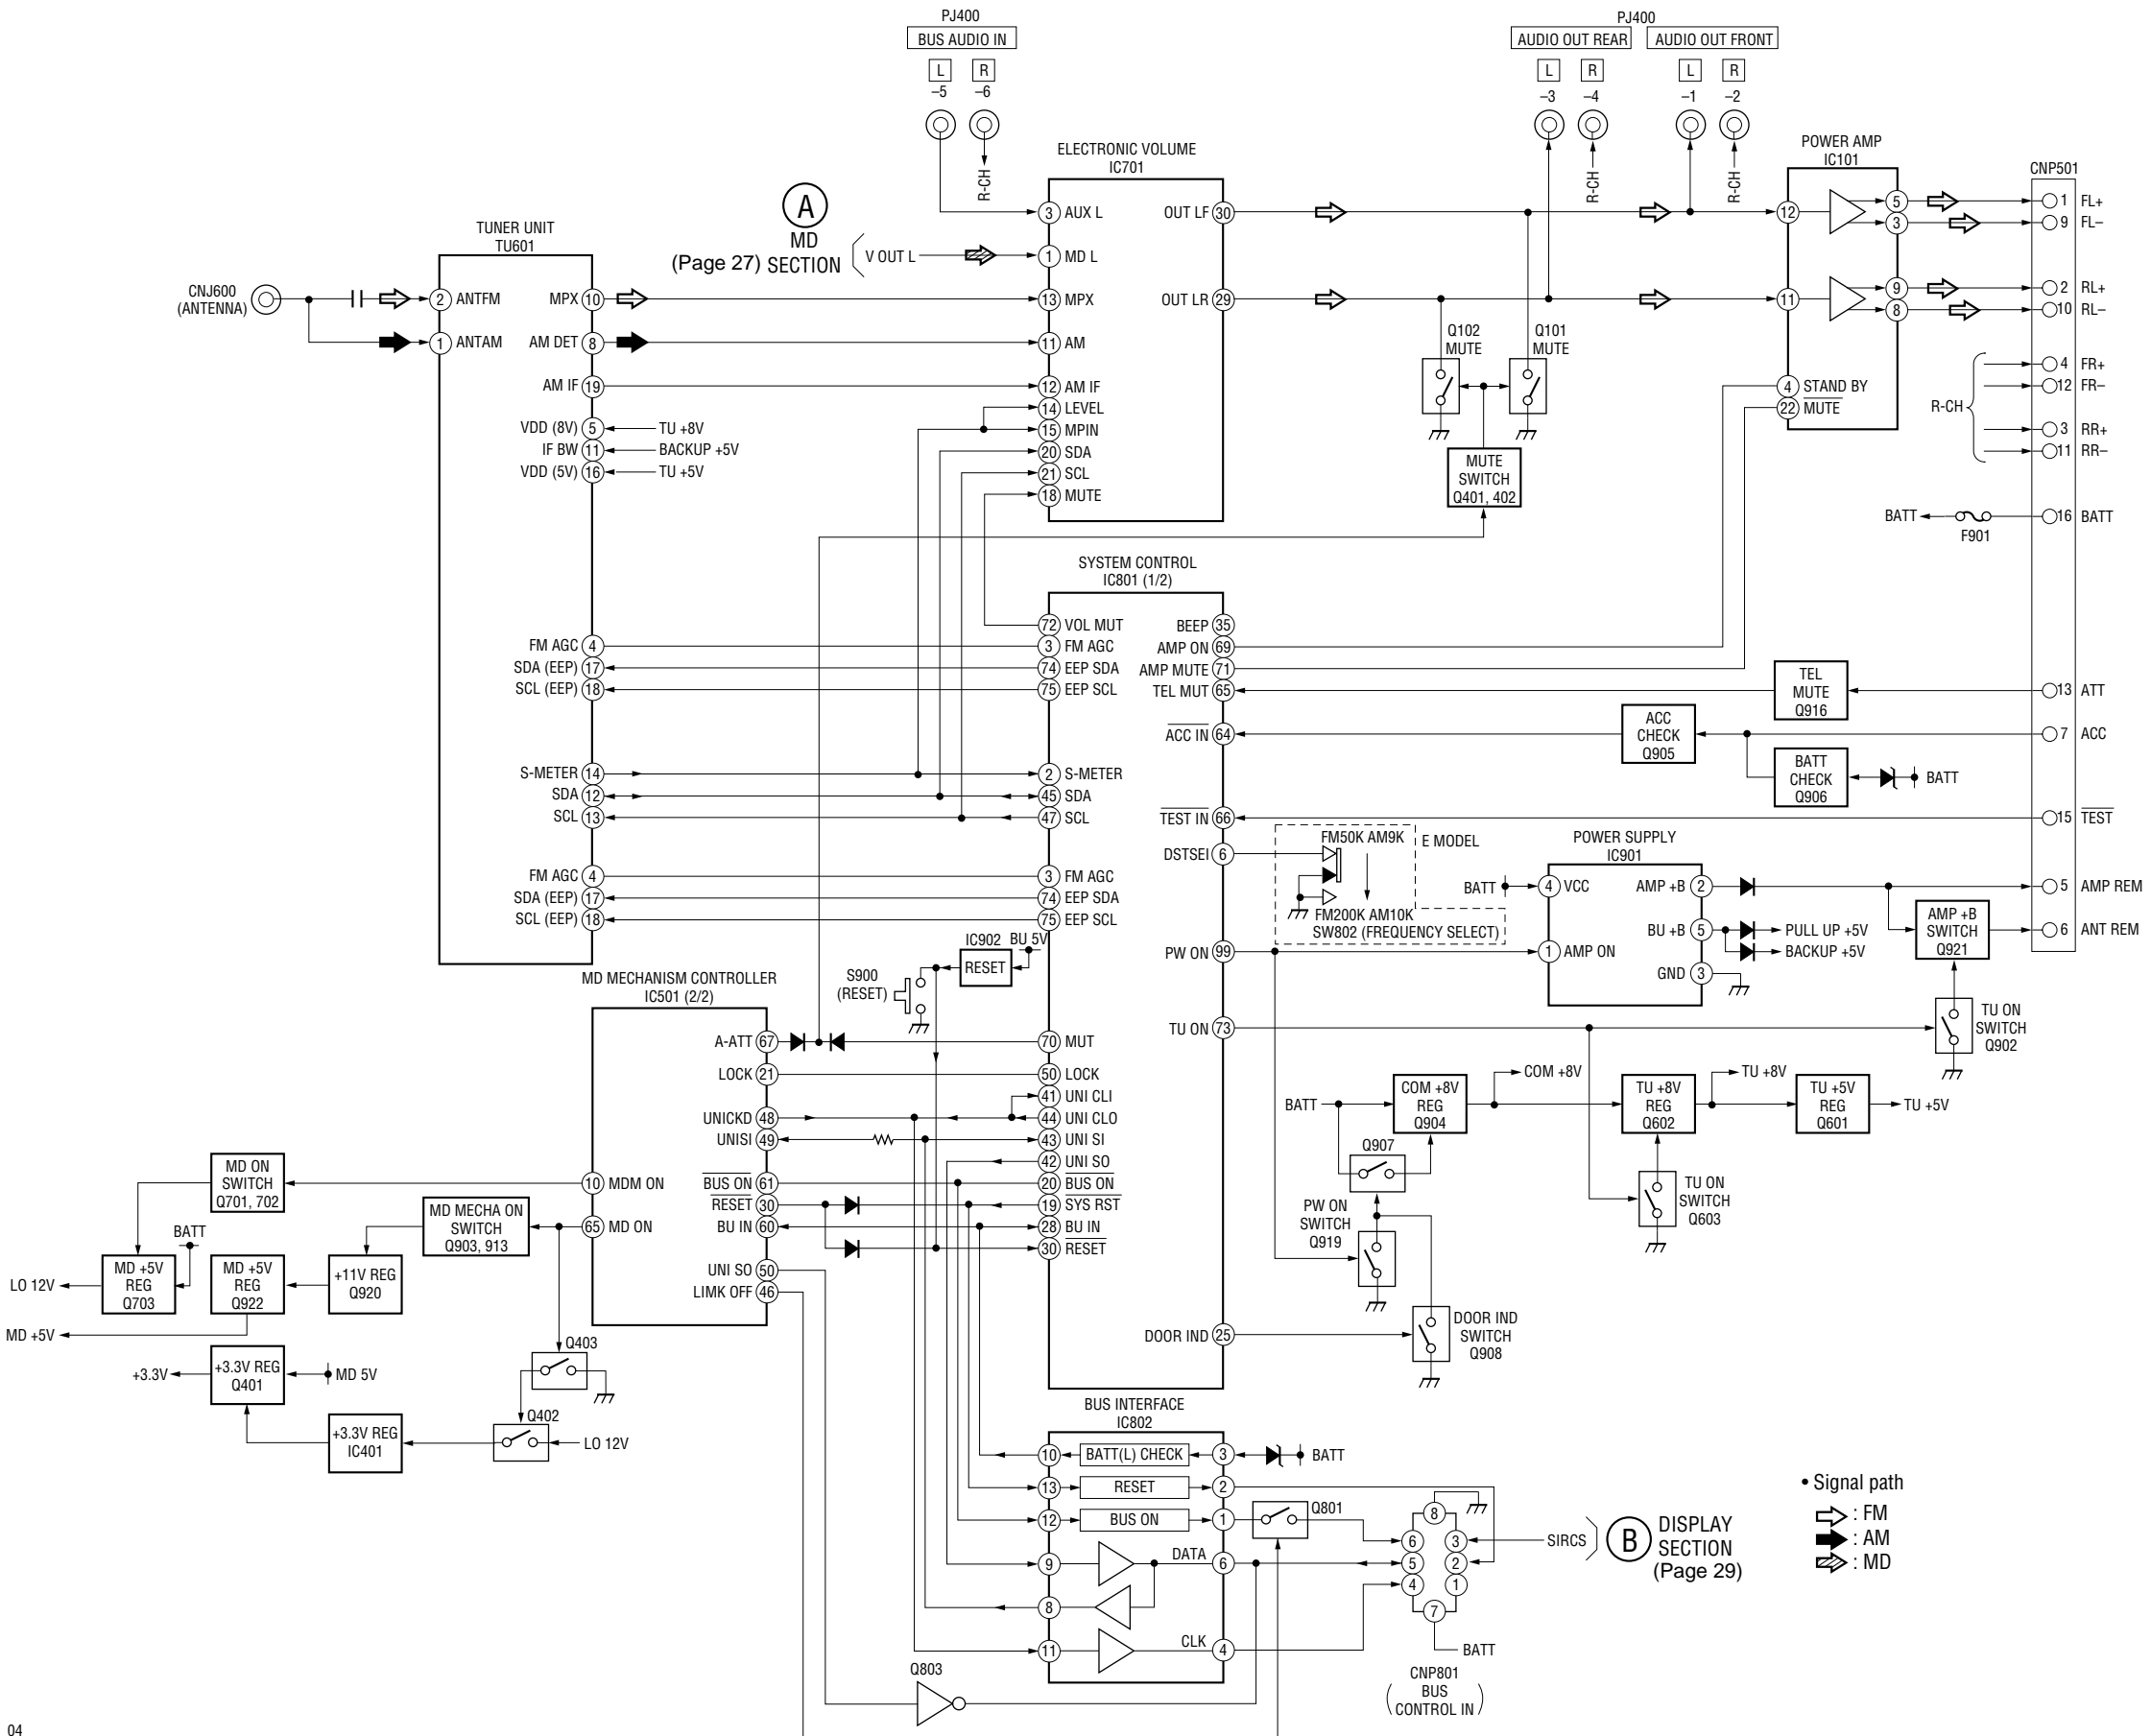 PJ400
BUS AUDIO IN
L
R
–5
–6
R-CH
PJ400
AUDIO OUT REAR
AUDIO OUT FRONT
L
R
L
R
–3
–4
–1
–2
R-CH
R-CH
ELECTRONIC VOLUME
IC701
3 AUX L
1 MD L
13 MPX
11 AM
12 AM IF
14 LEVEL
15 MPIN
20 SDA
21 SCL
18 MUTE
OUT LF 30
OUT LR 29
A
MD
(Page 27) SECTION
V OUT L
TUNER UNIT
TU601
CNJ600
(ANTENNA)
2 ANTFM
1 ANTAM
MPX 10
AM DET 8
AM IF 19
VDD (8V) 5
TU +8V
IF BW 11
BACKUP +5V
VDD (5V) 16
TU +5V
FM AGC 4
SDA (EEP) 17
SCL (EEP) 18
S-METER 14
SDA 12
SCL 13
FM AGC 4
SDA (EEP) 17
SCL (EEP) 18
Q102
MUTE
Q101
MUTE
MUTE
SWITCH
Q401, 402
POWER AMP
IC101
12
11
5
3
9
8
4 STAND BY
22 MUTE
CNP501
1 FL+
9 FL–
2 RL+
10 RL–
4 FR+
12 FR–
R-CH
3 RR+
11 RR–
BATT
F901
16 BATT
13 ATT
7 ACC
15 TEST
5 AMP REM
6 ANT REM
SYSTEM CONTROL
IC801 (1/2)
72 VOL MUT
3 FM AGC
74 EEP SDA
75 EEP SCL
2 S-METER
45 SDA
47 SCL
3 FM AGC
74 EEP SDA
75 EEP SCL
70 MUT
50 LOCK
41 UNI CLI
44 UNI CLO
43 UNI SI
42 UNI SO
20 BUS ON
19 SYS RST
28 BU IN
30 RESET
BEEP 35
AMP ON 69
AMP MUTE 71
TEL MUT 65
ACC IN 64
TEST IN 66
DSTSEI 6
PW ON 99
TU ON 73
DOOR IND 25
TEL
MUTE
Q916
ACC
CHECK
Q905
BATT
CHECK
Q906
BATT
FM50K AM9K
E MODEL
FM200K AM10K
SW802 (FREQUENCY SELECT)
POWER SUPPLY
IC901
BATT
4 VCC
1 AMP ON
AMP +B 2
BU +B 5
GND 3
PULL UP +5V
BACKUP +5V
AMP +B
SWITCH
Q921
TU ON
SWITCH
Q902
IC902
BU 5V
RESET
S900
(RESET)
MD MECHANISM CONTROLLER
IC501 (2/2)
A-ATT 67
LOCK 21
UNICKD 48
UNISI 49
BUS ON 61
RESET 30
BU IN 60
UNI SO 50
LIMK OFF 46
10 MDM ON
65 MD ON
MD ON
SWITCH
Q701, 702
MD MECHA ON
SWITCH
Q903, 913
BATT
LO 12V
MD +5V
REG
Q703
MD +5V
REG
Q922
+11V REG
Q920
MD +5V
+3.3V
+3.3V REG
Q401
MD 5V
Q403
+3.3V REG
IC401
Q402
LO 12V
BATT
COM +8V
REG
Q904
COM +8V
TU +8V
REG
Q602
TU +8V
TU +5V
REG
Q601
TU +5V
Q907
PW ON
SWITCH
Q919
TU ON
SWITCH
Q603
DOOR IND
SWITCH
Q908
BUS INTERFACE
IC802
10 BATT(L) CHECK 3
BATT
13 RESET 2
12 BUS ON 1
Q801
9 DATA 6
8
11 CLK 4
Q803
8
6
3
5
2
4
1
7
BATT
CNP801
BUS
CONTROL IN
SIRCS
B
DISPLAY
SECTION
(Page 29)
• Signal path
: FM
: AM
: MD
04